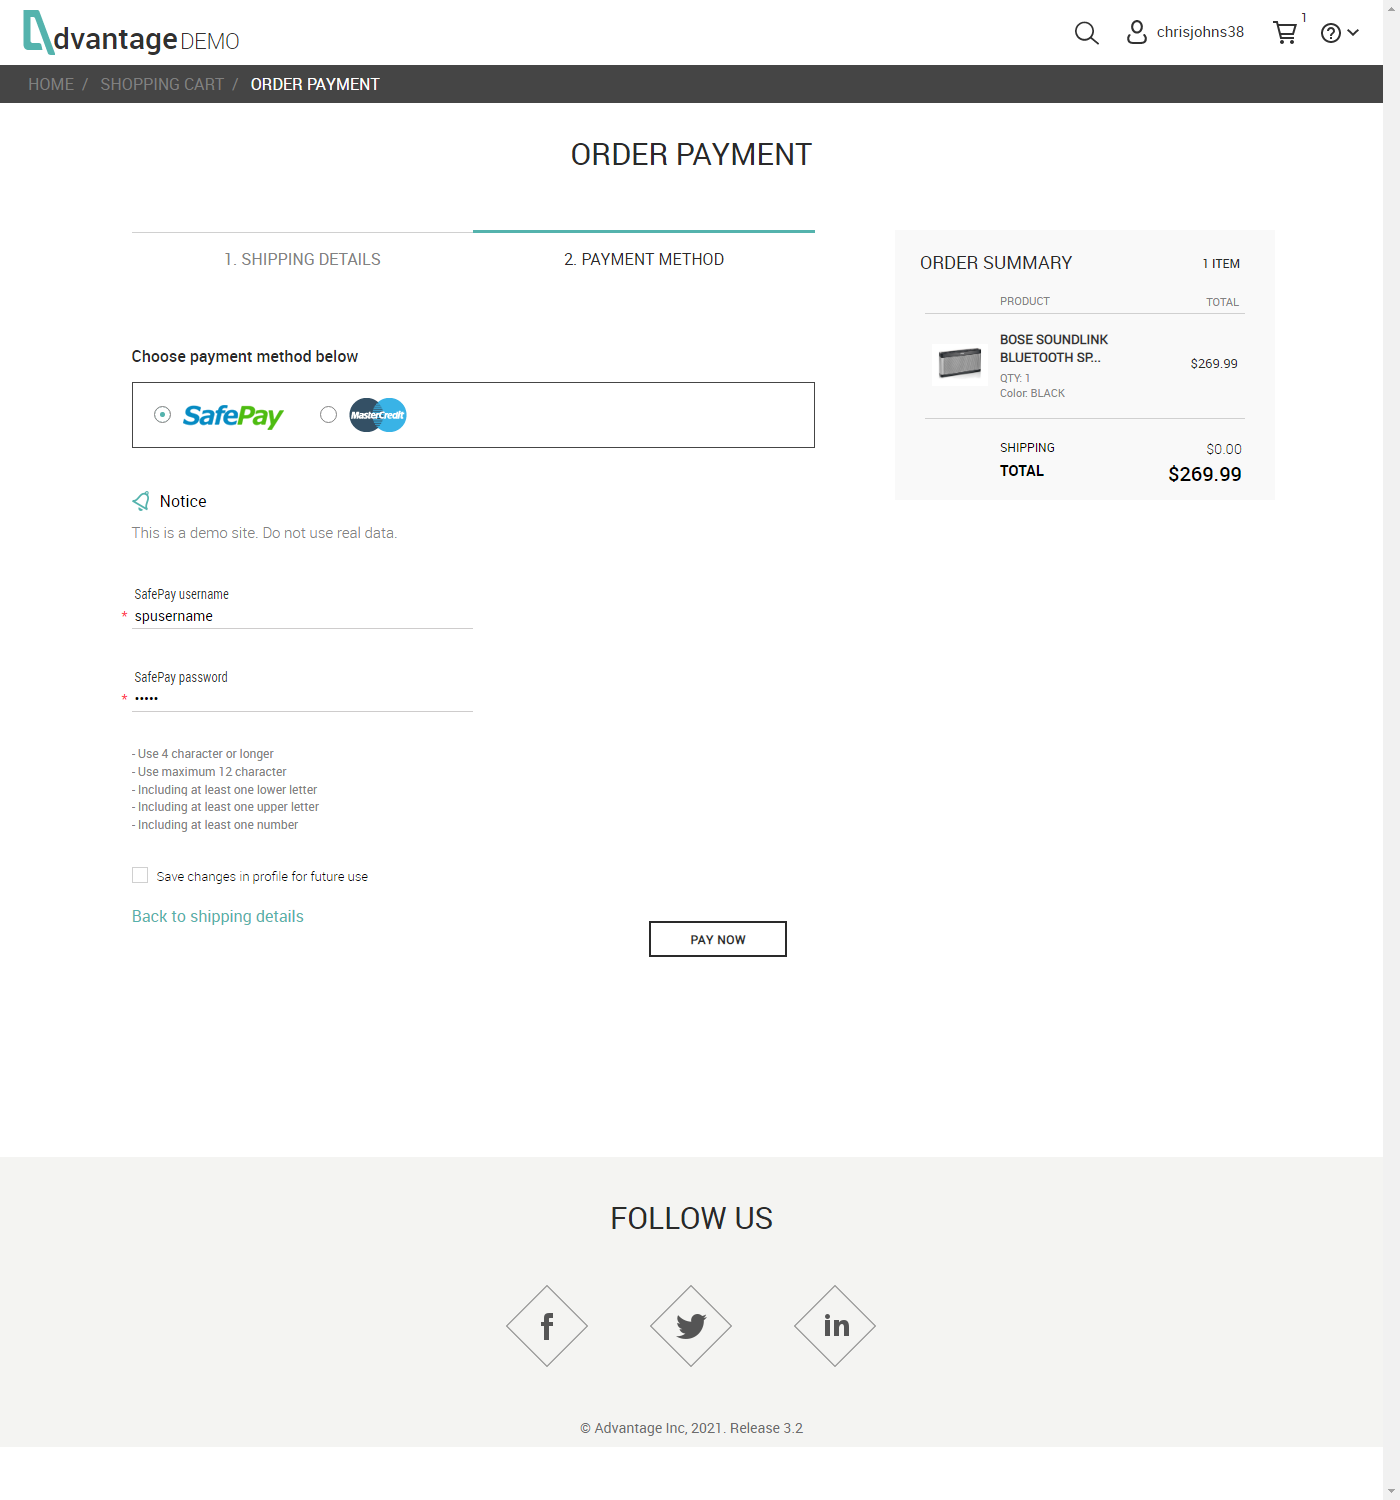 dvantage DEMO
chrisjohns38
1
HOME / SHOPPING CART / ORDER PAYMENT
ORDER PAYMENT
1. SHIPPING DETAILS
2. PAYMENT METHOD
Choose payment method below
SafePay
MasterCredit
Notice
This is a demo site. Do not use real data.
SafePay username
* spusername
SafePay password
* •••••
- Use 4 character or longer
- Use maximum 12 character
- Including at least one lower letter
- Including at least one upper letter
- Including at least one number
Save changes in profile for future use
Back to shipping details
PAY NOW
ORDER SUMMARY
1 ITEM
PRODUCT
TOTAL
BOSE SOUNDLINK
BLUETOOTH SP...
QTY: 1
Color: BLACK
$269.99
SHIPPING
$0.00
TOTAL
$269.99
FOLLOW US
© Advantage Inc, 2021. Release 3.2